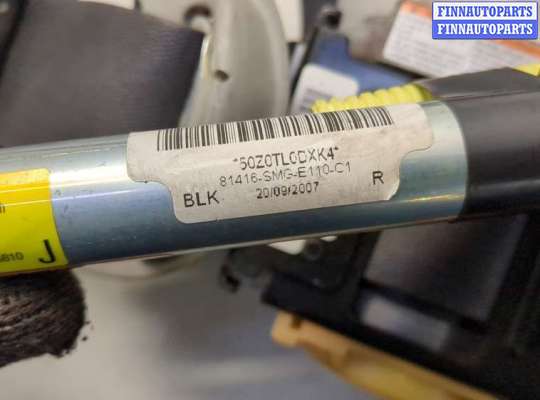 FINNAUTOPARTS
FINNAUTOPARTS
*50Z0TL0DXK4*
81416-SMG-E110-C1
BLK 20/09/2007 R
J